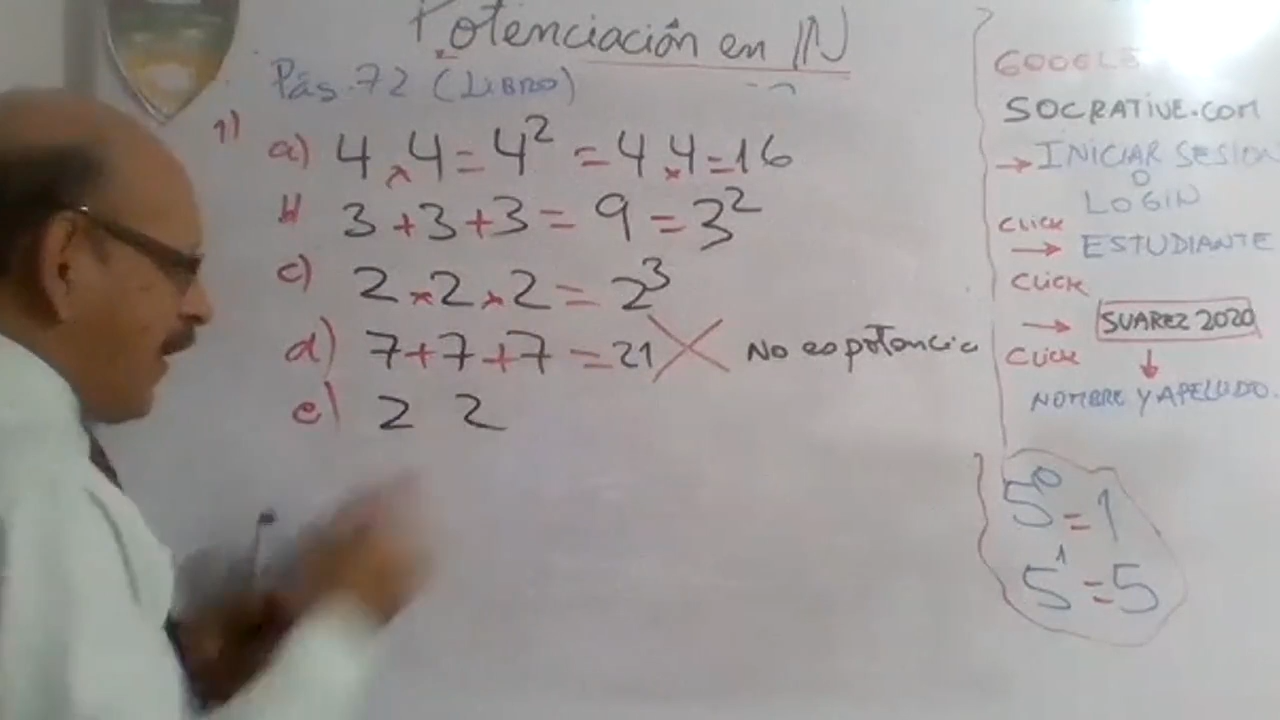 Potenciación en IN
Pág. 72 (LIBRO)
1) a) 4 x 4 = 4² = 4 x 4 = 16
b) 3 + 3 + 3 = 9 = 3²
c) 2 x 2 x 2 = 2³
d) 7 + 7 + 7 = 21 X No es potencia
e) 2 2
GOOGLE
SOCRATIVE.COM
→ INICIAR SESION
O
LOGIN
CLICK
→ ESTUDIANTE
CLICK
→ SUAREZ 2020
CLICK ↓
NOMBRE Y APELLIDO.
5⁰ = 1
5¹ = 5